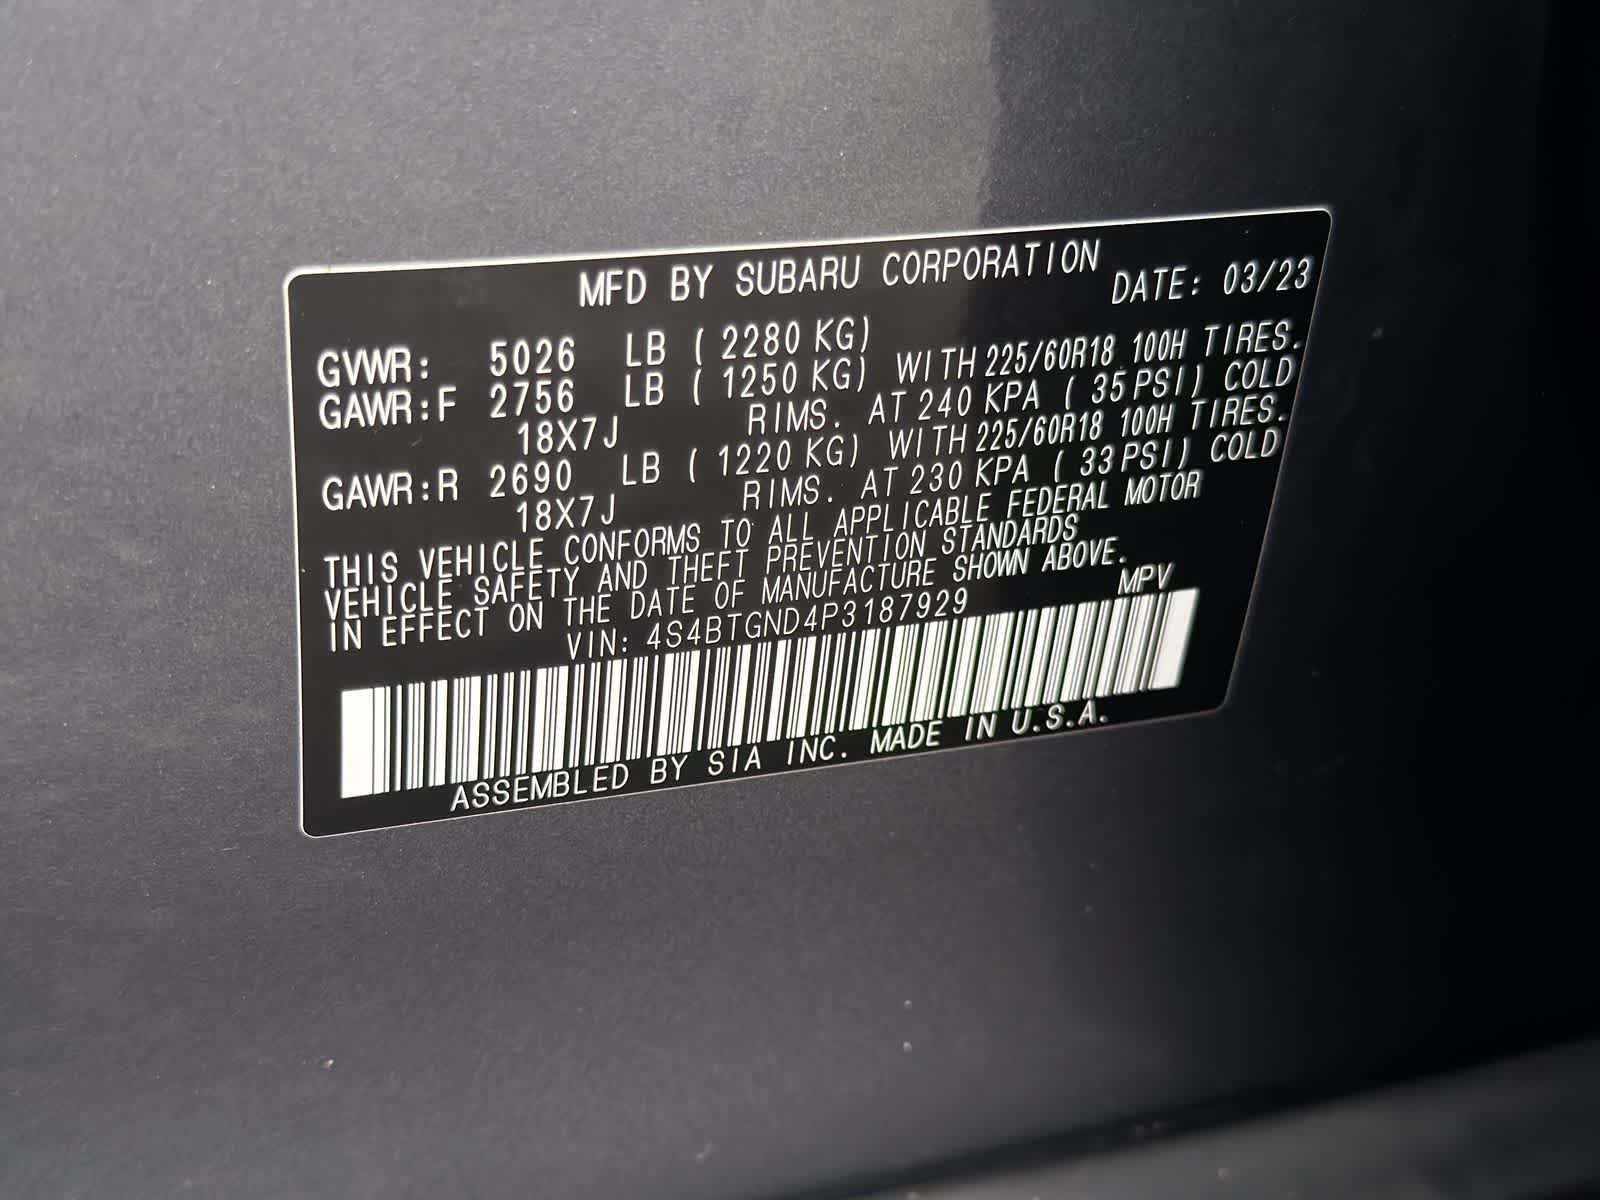 MFD BY SUBARU CORPORATION
DATE: 03/23
GVWR: 5026 LB ( 2280 KG)
GAWR:F 2756 LB ( 1250 KG) WITH 225/60R18 100H TIRES.
18X7J RIMS. AT 240 KPA ( 35 PSI) COLD
GAWR:R 2690 LB ( 1220 KG) WITH 225/60R18 100H TIRES.
18X7J RIMS. AT 230 KPA ( 33 PSI) COLD
THIS VEHICLE CONFORMS TO ALL APPLICABLE FEDERAL MOTOR
VEHICLE SAFETY AND THEFT PREVENTION STANDARDS
IN EFFECT ON THE DATE OF MANUFACTURE SHOWN ABOVE.
VIN: 4S4BTGND4P3187929 MPV
ASSEMBLED BY SIA INC. MADE IN U.S.A.